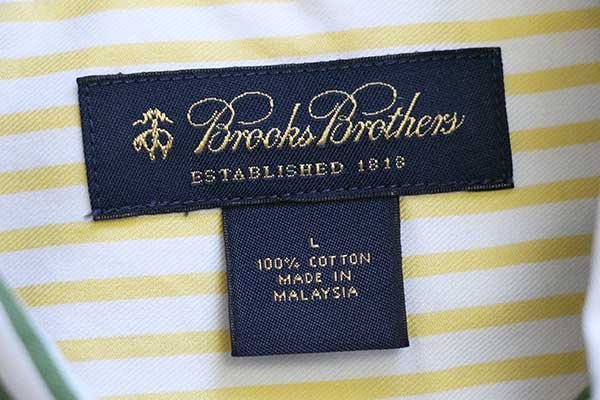 Brooks Brothers
ESTABLISHED 1818
L
100% COTTON
MADE IN
MALAYSIA